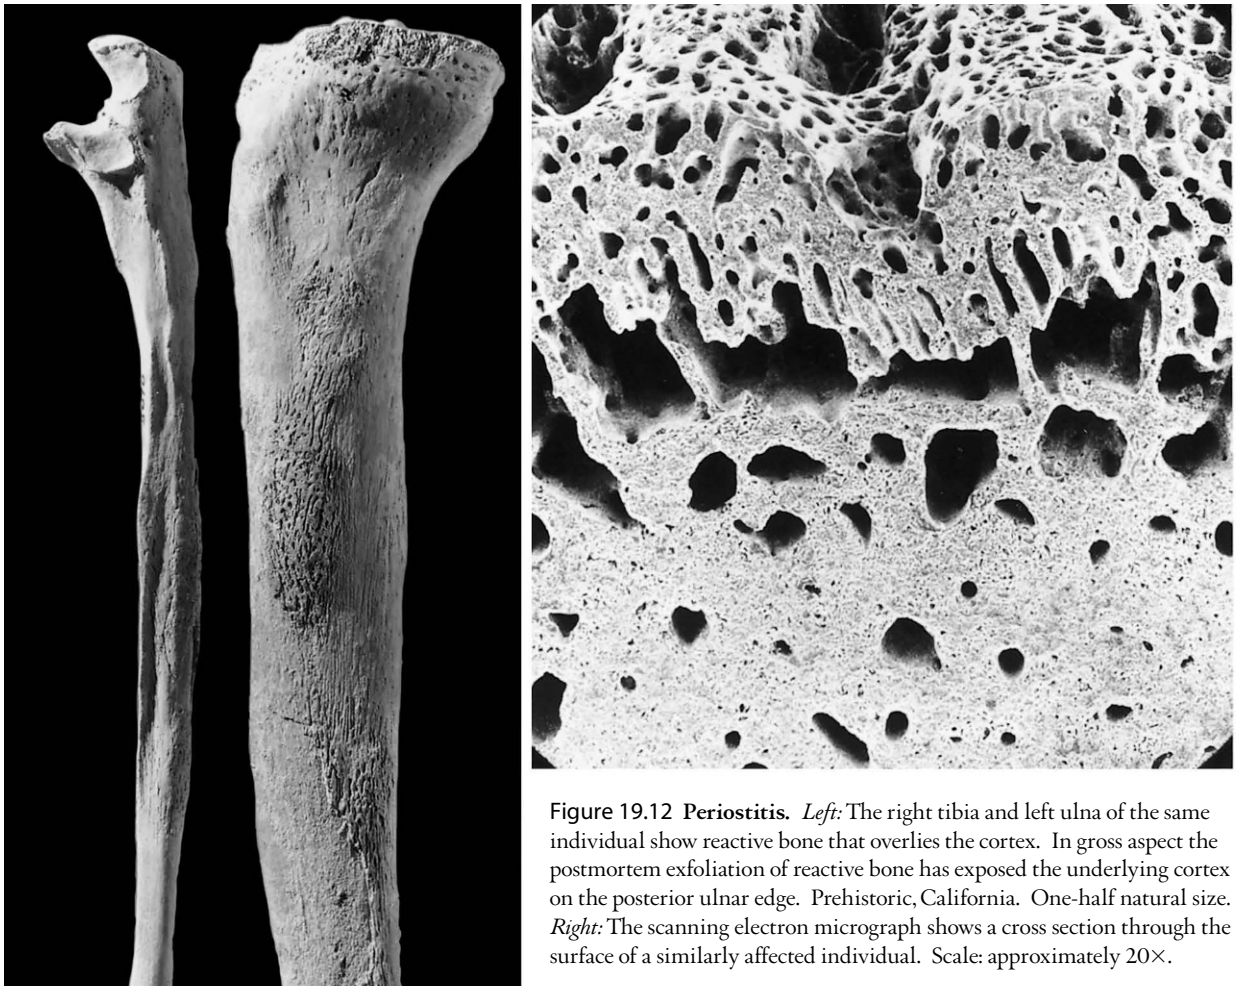 Figure 19.12 Periostitis. Left: The right tibia and left ulna of the same
individual show reactive bone that overlies the cortex. In gross aspect the
postmortem exfoliation of reactive bone has exposed the underlying cortex
on the posterior ulnar edge. Prehistoric, California. One-half natural size.
Right: The scanning electron micrograph shows a cross section through the
surface of a similarly affected individual. Scale: approximately 20×.